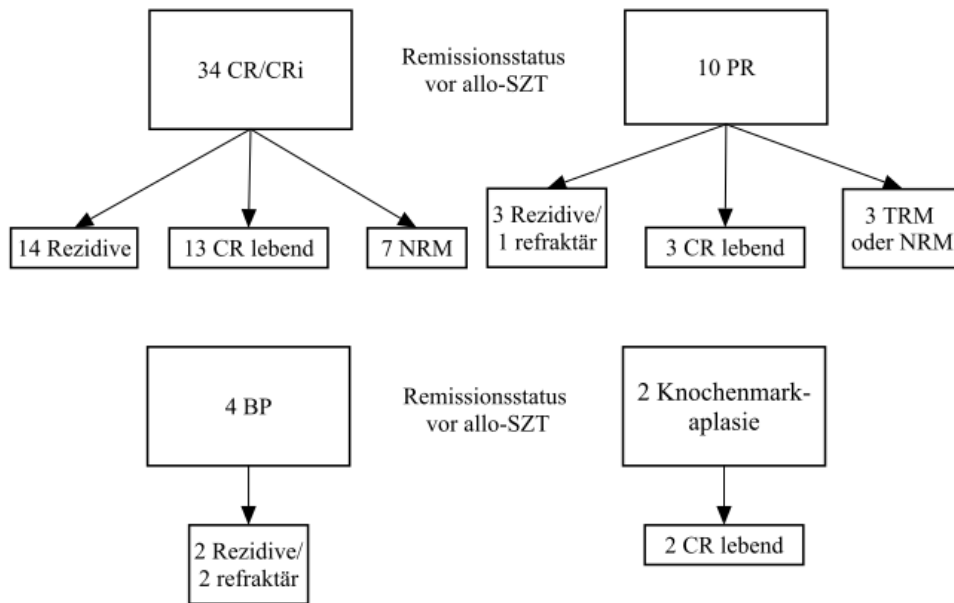 34 CR/CRi
Remissionsstatus
vor allo-SZT
10 PR
14 Rezidive
13 CR lebend
7 NRM
3 Rezidive/
1 refraktär
3 CR lebend
3 TRM
oder NRM
4 BP
Remissionsstatus
vor allo-SZT
2 Knochenmark-
aplasie
2 Rezidive/
2 refraktär
2 CR lebend